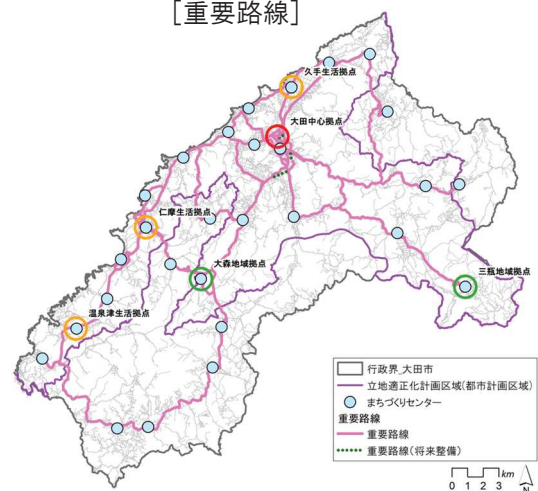 [重要路線]
久手生活拠点
大田中心拠点
仁摩生活拠点
大森地域拠点
三瓶地域拠点
温泉津生活拠点
行政界_大田市
立地適正化計画区域(都市計画区域)
まちづくりセンター
重要路線
重要路線
重要路線(将来整備)
km
0 1 2 3 N